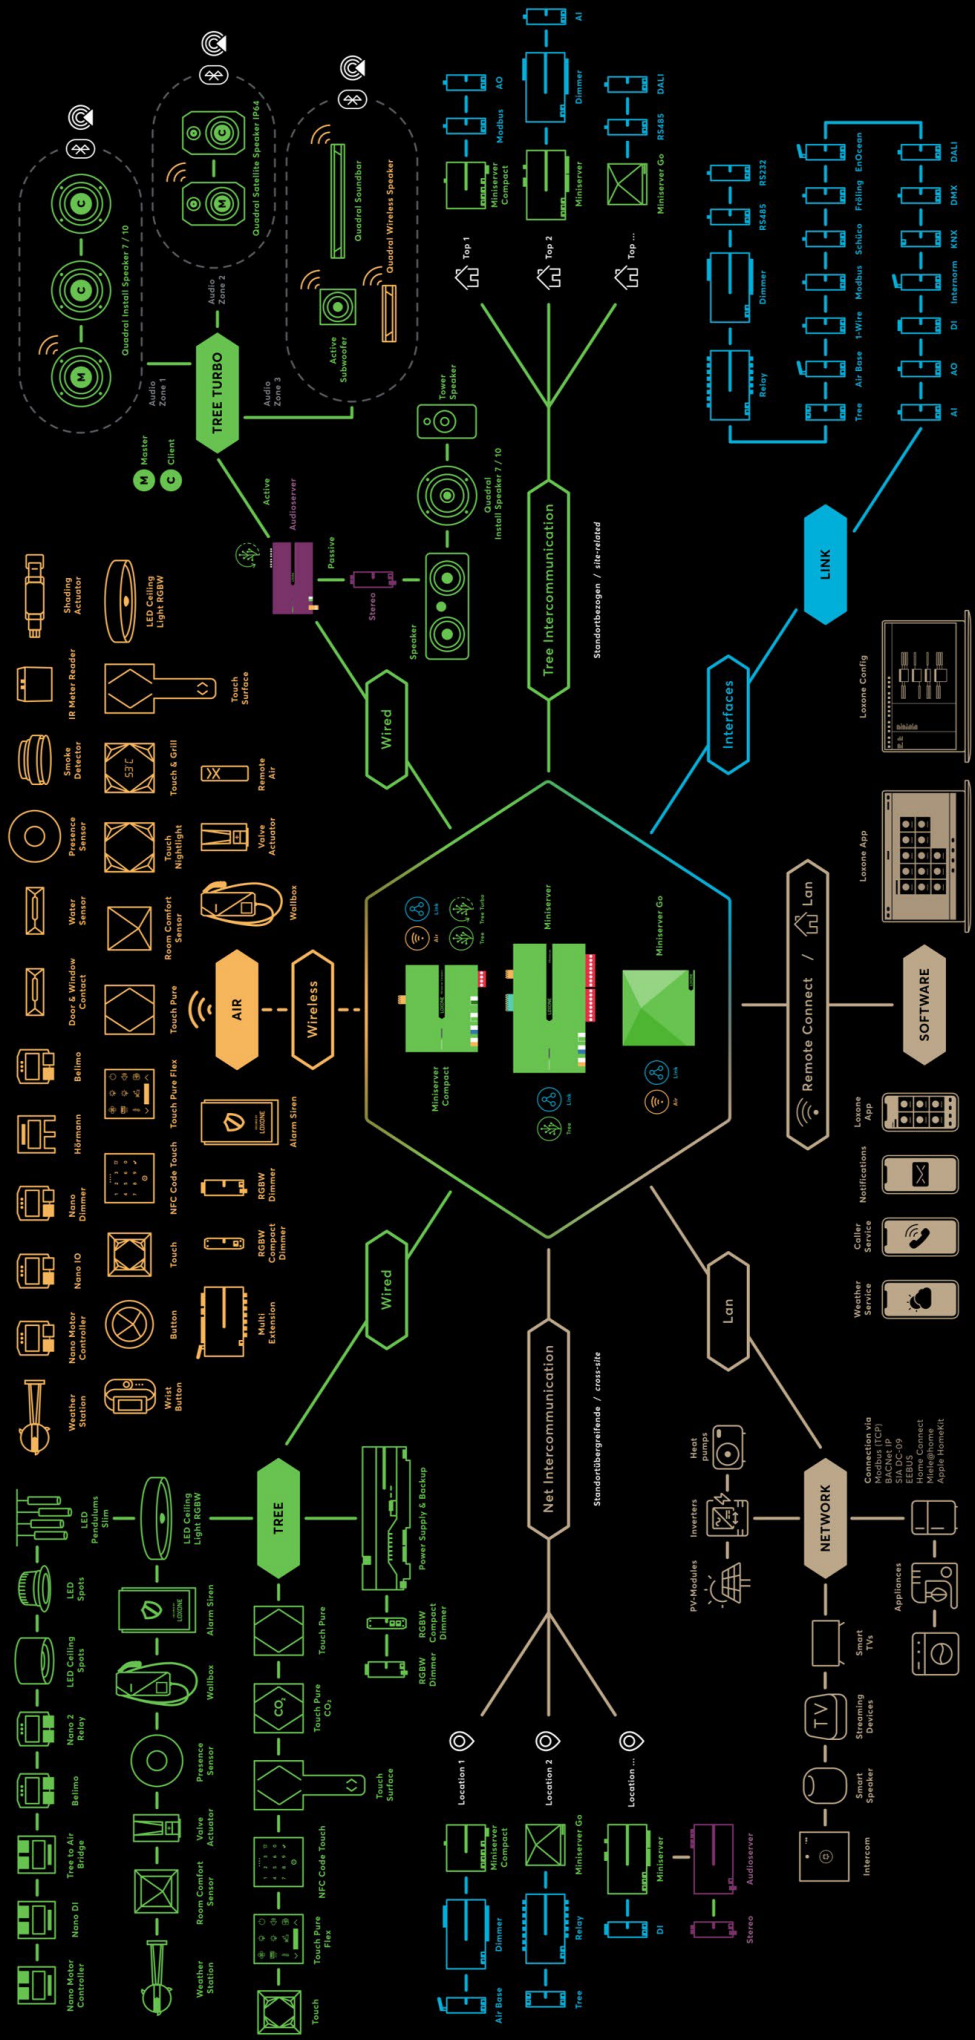 Nano Motor
Controller
Nano DI
Tree to Air
Bridge
Belimo
Nano 2
Relay
LED Ceiling
Spots
LED
Spots
LED
Pendulums
Slim
Weather
Station
Room Comfort
Sensor
Valve
Actuator
Presence
Sensor
Wallbox
Alarm Siren
LOXONE
LED Ceiling
Light RGBW
TREE
Touch
Touch Pure
Flex
NFC Code Touch
Touch
Surface
CO₂
Touch Pure
CO₂
Touch Pure
RGBW
Dimmer
RGBW
Compact
Dimmer
Power Supply & Backup
Wired
Weather
Station
Nano Motor
Controller
Nano IO
Nano
Dimmer
Hörmann
Belimo
Door & Window
Contact
Water
Sensor
Presence
Sensor
Smoke
Detector
IR Meter Reader
Shading
Actuator
Wrist
Button
Button
Touch
NFC Code Touch
Touch Pure Flex
Touch Pure
Room Comfort
Sensor
Touch
Nightlight
Touch & Grill
Touch
Surface
LED Ceiling
Light RGBW
Multi
Extension
RGBW
Compact
Dimmer
RGBW
Dimmer
Alarm Siren
LOXONE
AIR
Wallbox
Valve
Actuator
Remote
Air
Wireless
Quadral Install Speaker 7 / 10
M
C
C
Audio
Zone 1
M Master
C Client
TREE TURBO
Audio
Zone 2
M
C
Quadral Satellite Speaker IP64
Audio
Zone 3
Active
Subwoofer
Quadral Soundbar
Quadral Wireless Speaker
Active
Audioserver
Passive
Stereo
Speaker
Quadral
Install Speaker 7 / 10
Tower
Speaker
Wired
Miniserver
Compact
Air
Link
Tree
Tree Turbo
Tree
Link
Miniserver
Air
Link
Miniserver Go
Air Base
Dimmer
Miniserver
Compact
Location 1
Tree
Relay
Miniserver Go
Location 2
DI
Miniserver
Location ...
Stereo
Audioserver
Net Intercommunication
Standortübergreifende / cross-site
Tree Intercommunication
Standortbezogen / site-related
Top 1
Miniserver
Compact
Modbus
AO
Top 2
Miniserver
Dimmer
AI
Top ...
Miniserver Go
RS485
DALI
Lan
Intercom
Smart
Speaker
TV
Streaming
Devices
Smart
TVs
NETWORK
PV-Modules
Inverters
Heat
pumps
Appliances
Connection via
Modbus (TCP)
BACNet IP
SIA DC-09
EEBUS
Home Connect
Miele@home
Apple HomeKit
Remote Connect / Lan
SOFTWARE
Weather
Service
Caller
Service
Notifications
Loxone
App
Loxone App
Loxone Config
Interfaces
LINK
Relay
Dimmer
RS485
RS232
Tree
Air Base
1-Wire
Modbus
Schüco
Fröling
EnOcean
AI
AO
DI
Internorm
KNX
DMX
DALI